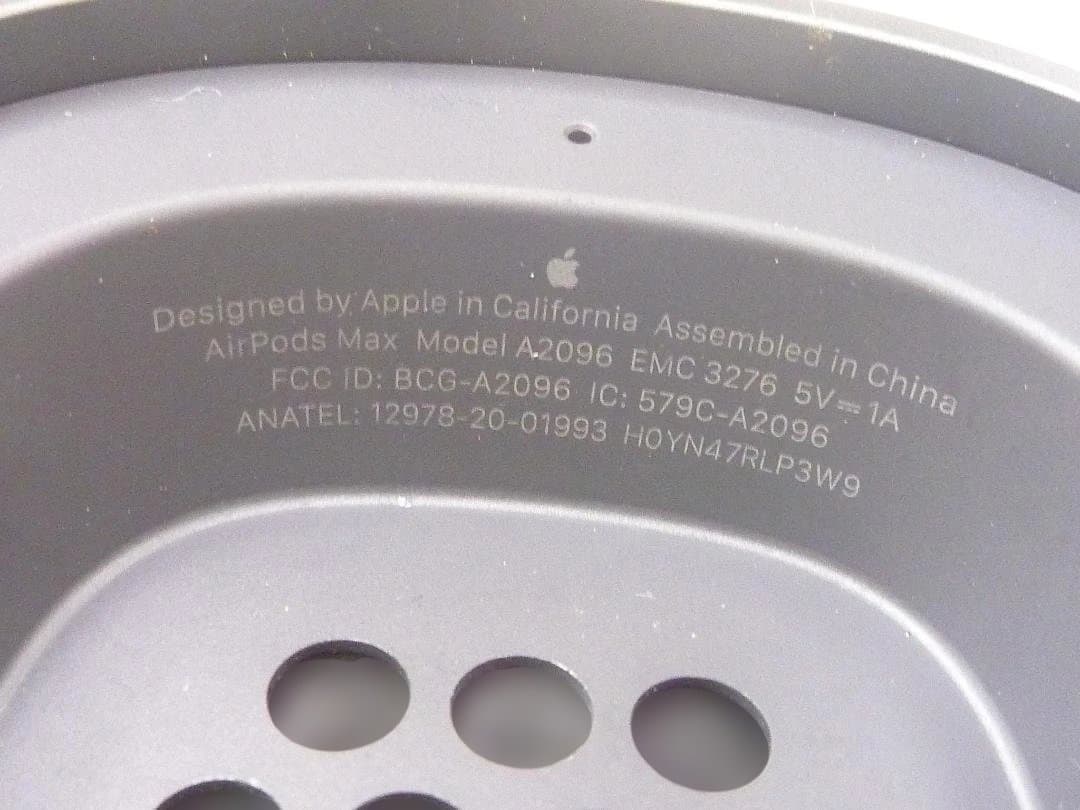 Designed by Apple in California Assembled in China
AirPods Max Model A2096 EMC 3276 5V⎓1A
FCC ID: BCG-A2096 IC: 579C-A2096
ANATEL: 12978-20-01993 H0YN47RLP3W9